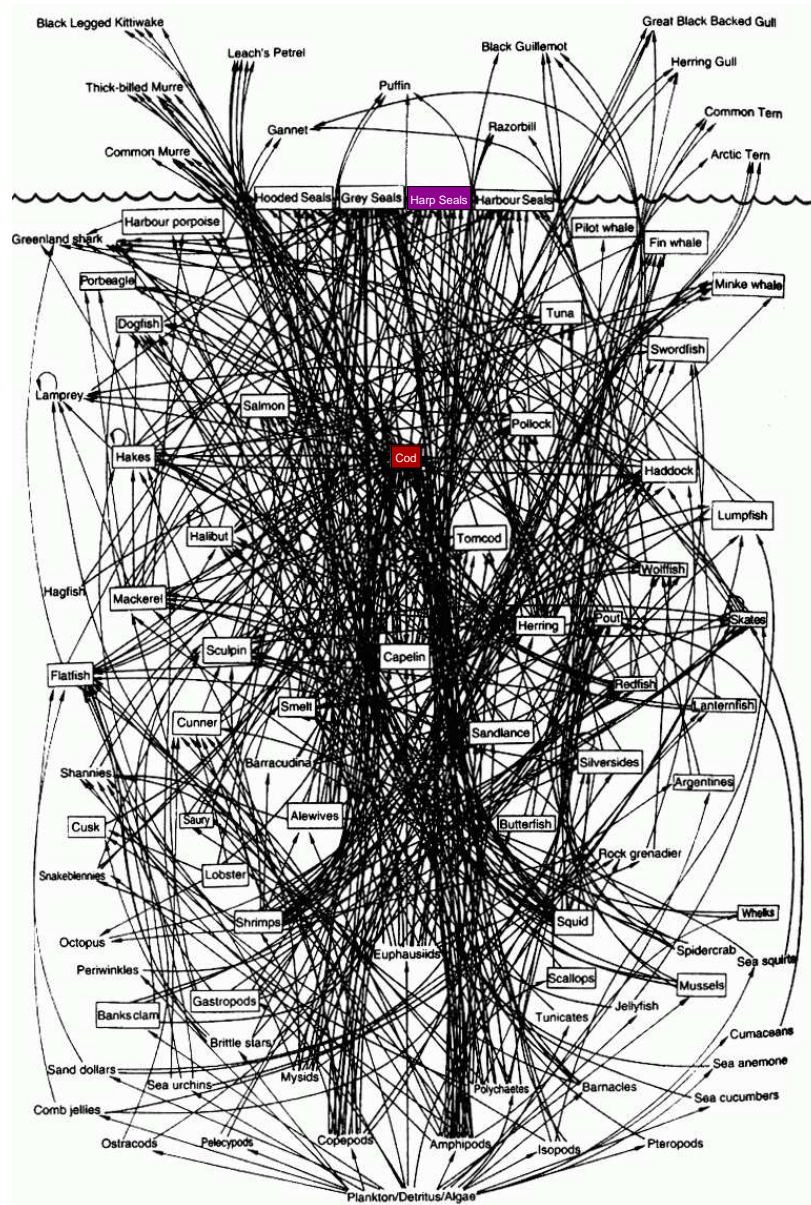 Black Legged Kittiwake
Great Black Backed Gull
Leach's Petrel
Black Guillemot
Herring Gull
Thick-billed Murre
Puffin
Common Tern
Gannet
Razorbill
Common Murre
Arctic Tern
Hooded Seals
Grey Seals
Harp Seals
Harbour Seals
Harbour porpoise
Pilot whale
Greenland shark
Fin whale
Porbeagle
Minke whale
Tuna
Dogfish
Swordfish
Lamprey
Salmon
Pollock
Hakes
Cod
Haddock
Lumpfish
Halibut
Tomcod
Wolffish
Hagfish
Mackerel
Herring
Pout
Skates
Sculpin
Capelin
Flatfish
Redfish
Smelt
Lanternfish
Cunner
Sandlance
Barracudina
Silversides
Shannies
Argentines
Saury
Alewives
Butterfish
Cusk
Rock grenadier
Snakeblennies
Lobster
Shrimps
Squid
Whelks
Octopus
Euphausiids
Spidercrab
Sea squirts
Periwinkles
Scallops
Mussels
Gastropods
Jellyfish
Banksclam
Tunicates
Cumaceans
Brittle stars
Sand dollars
Sea urchins
Mysids
Polychaetes
Barnacles
Sea anemone
Sea cucumbers
Comb jellies
Ostracods
Pelecypods
Copepods
Amphipods
Isopods
Pteropods
Plankton/Detritus/Algae